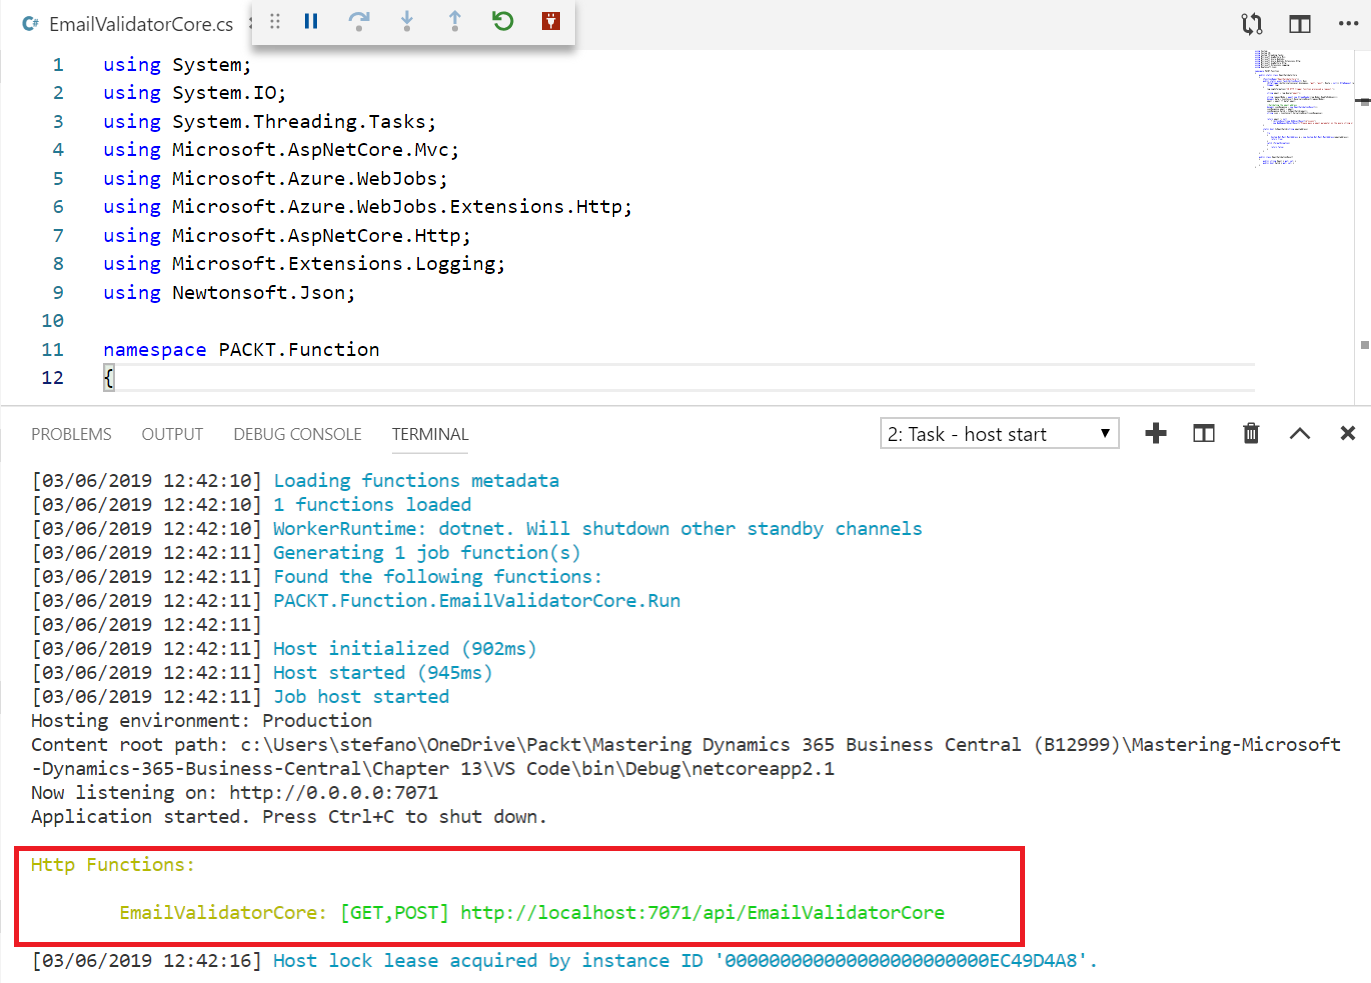 C# EmailValidatorCore.cs
1 using System;
2 using System.IO;
3 using System.Threading.Tasks;
4 using Microsoft.AspNetCore.Mvc;
5 using Microsoft.Azure.WebJobs;
6 using Microsoft.Azure.WebJobs.Extensions.Http;
7 using Microsoft.AspNetCore.Http;
8 using Microsoft.Extensions.Logging;
9 using Newtonsoft.Json;
10
11 namespace PACKT.Function
12 {
PROBLEMS OUTPUT DEBUG CONSOLE TERMINAL 2: Task - host start
[03/06/2019 12:42:10] Loading functions metadata
[03/06/2019 12:42:10] 1 functions loaded
[03/06/2019 12:42:10] WorkerRuntime: dotnet. Will shutdown other standby channels
[03/06/2019 12:42:11] Generating 1 job function(s)
[03/06/2019 12:42:11] Found the following functions:
[03/06/2019 12:42:11] PACKT.Function.EmailValidatorCore.Run
[03/06/2019 12:42:11]
[03/06/2019 12:42:11] Host initialized (902ms)
[03/06/2019 12:42:11] Host started (945ms)
[03/06/2019 12:42:11] Job host started
Hosting environment: Production
Content root path: c:\Users\stefano\OneDrive\Packt\Mastering Dynamics 365 Business Central (B12999)\Mastering-Microsoft
-Dynamics-365-Business-Central\Chapter 13\VS Code\bin\Debug\netcoreapp2.1
Now listening on: http://0.0.0.0:7071
Application started. Press Ctrl+C to shut down.
Http Functions:
EmailValidatorCore: [GET,POST] http://localhost:7071/api/EmailValidatorCore
[03/06/2019 12:42:16] Host lock lease acquired by instance ID '000000000000000000000000EC49D4A8'.